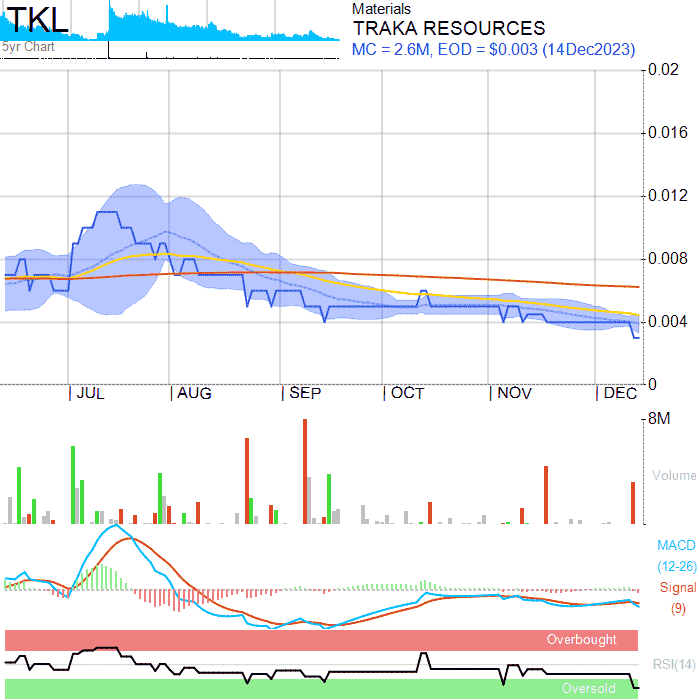 TKL
5yr Chart
Materials
TRAKA RESOURCES
MC = 2.6M, EOD = $0.003 (14Dec2023)
0.02
0.016
0.012
0.008
0.004
0
JUL AUG SEP OCT NOV DEC
8M
Volume
MACD
(12-26)
Signal
(9)
Overbought
RSI(14)
Oversold